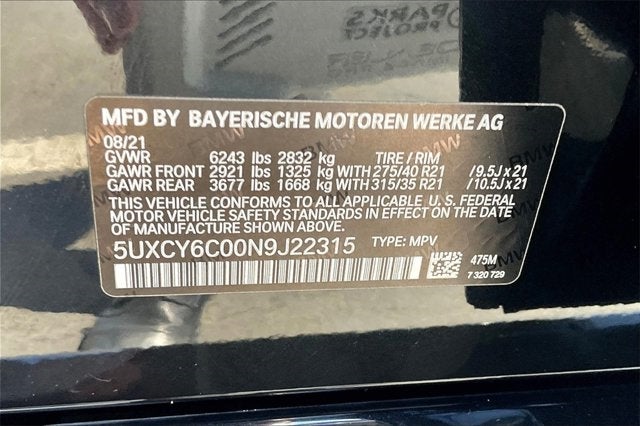 PARKS
PROJECT
MFD BY BAYERISCHE MOTOREN WERKE AG
08/21
GVWR 6243 lbs 2832 kg TIRE / RIM
GAWR FRONT 2921 lbs 1325 kg WITH 275/40 R21 / 9.5J x 21
GAWR REAR 3677 lbs 1668 kg WITH 315/35 R21 / 10.5J x 21
THIS VEHICLE CONFORMS TO ALL APPLICABLE U. S. FEDERAL
MOTOR VEHICLE SAFETY STANDARDS IN EFFECT ON THE DATE
OF MANUFACTURE SHOWN ABOVE.
5UXCY6C00N9J22315 TYPE: MPV
475M
7 320 729